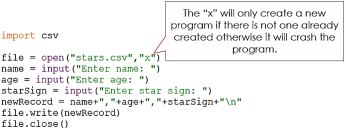 The “x” will only create a new
program if there is not one already
created otherwise it will crash the
program.
import csv
file = open("stars.csv","x")
name = input("Enter name: ")
age = input("Enter age: ")
starSign = input("Enter star sign: ")
newRecord = name+","+age+","+starSign+"\n"
file.write(newRecord)
file.close()